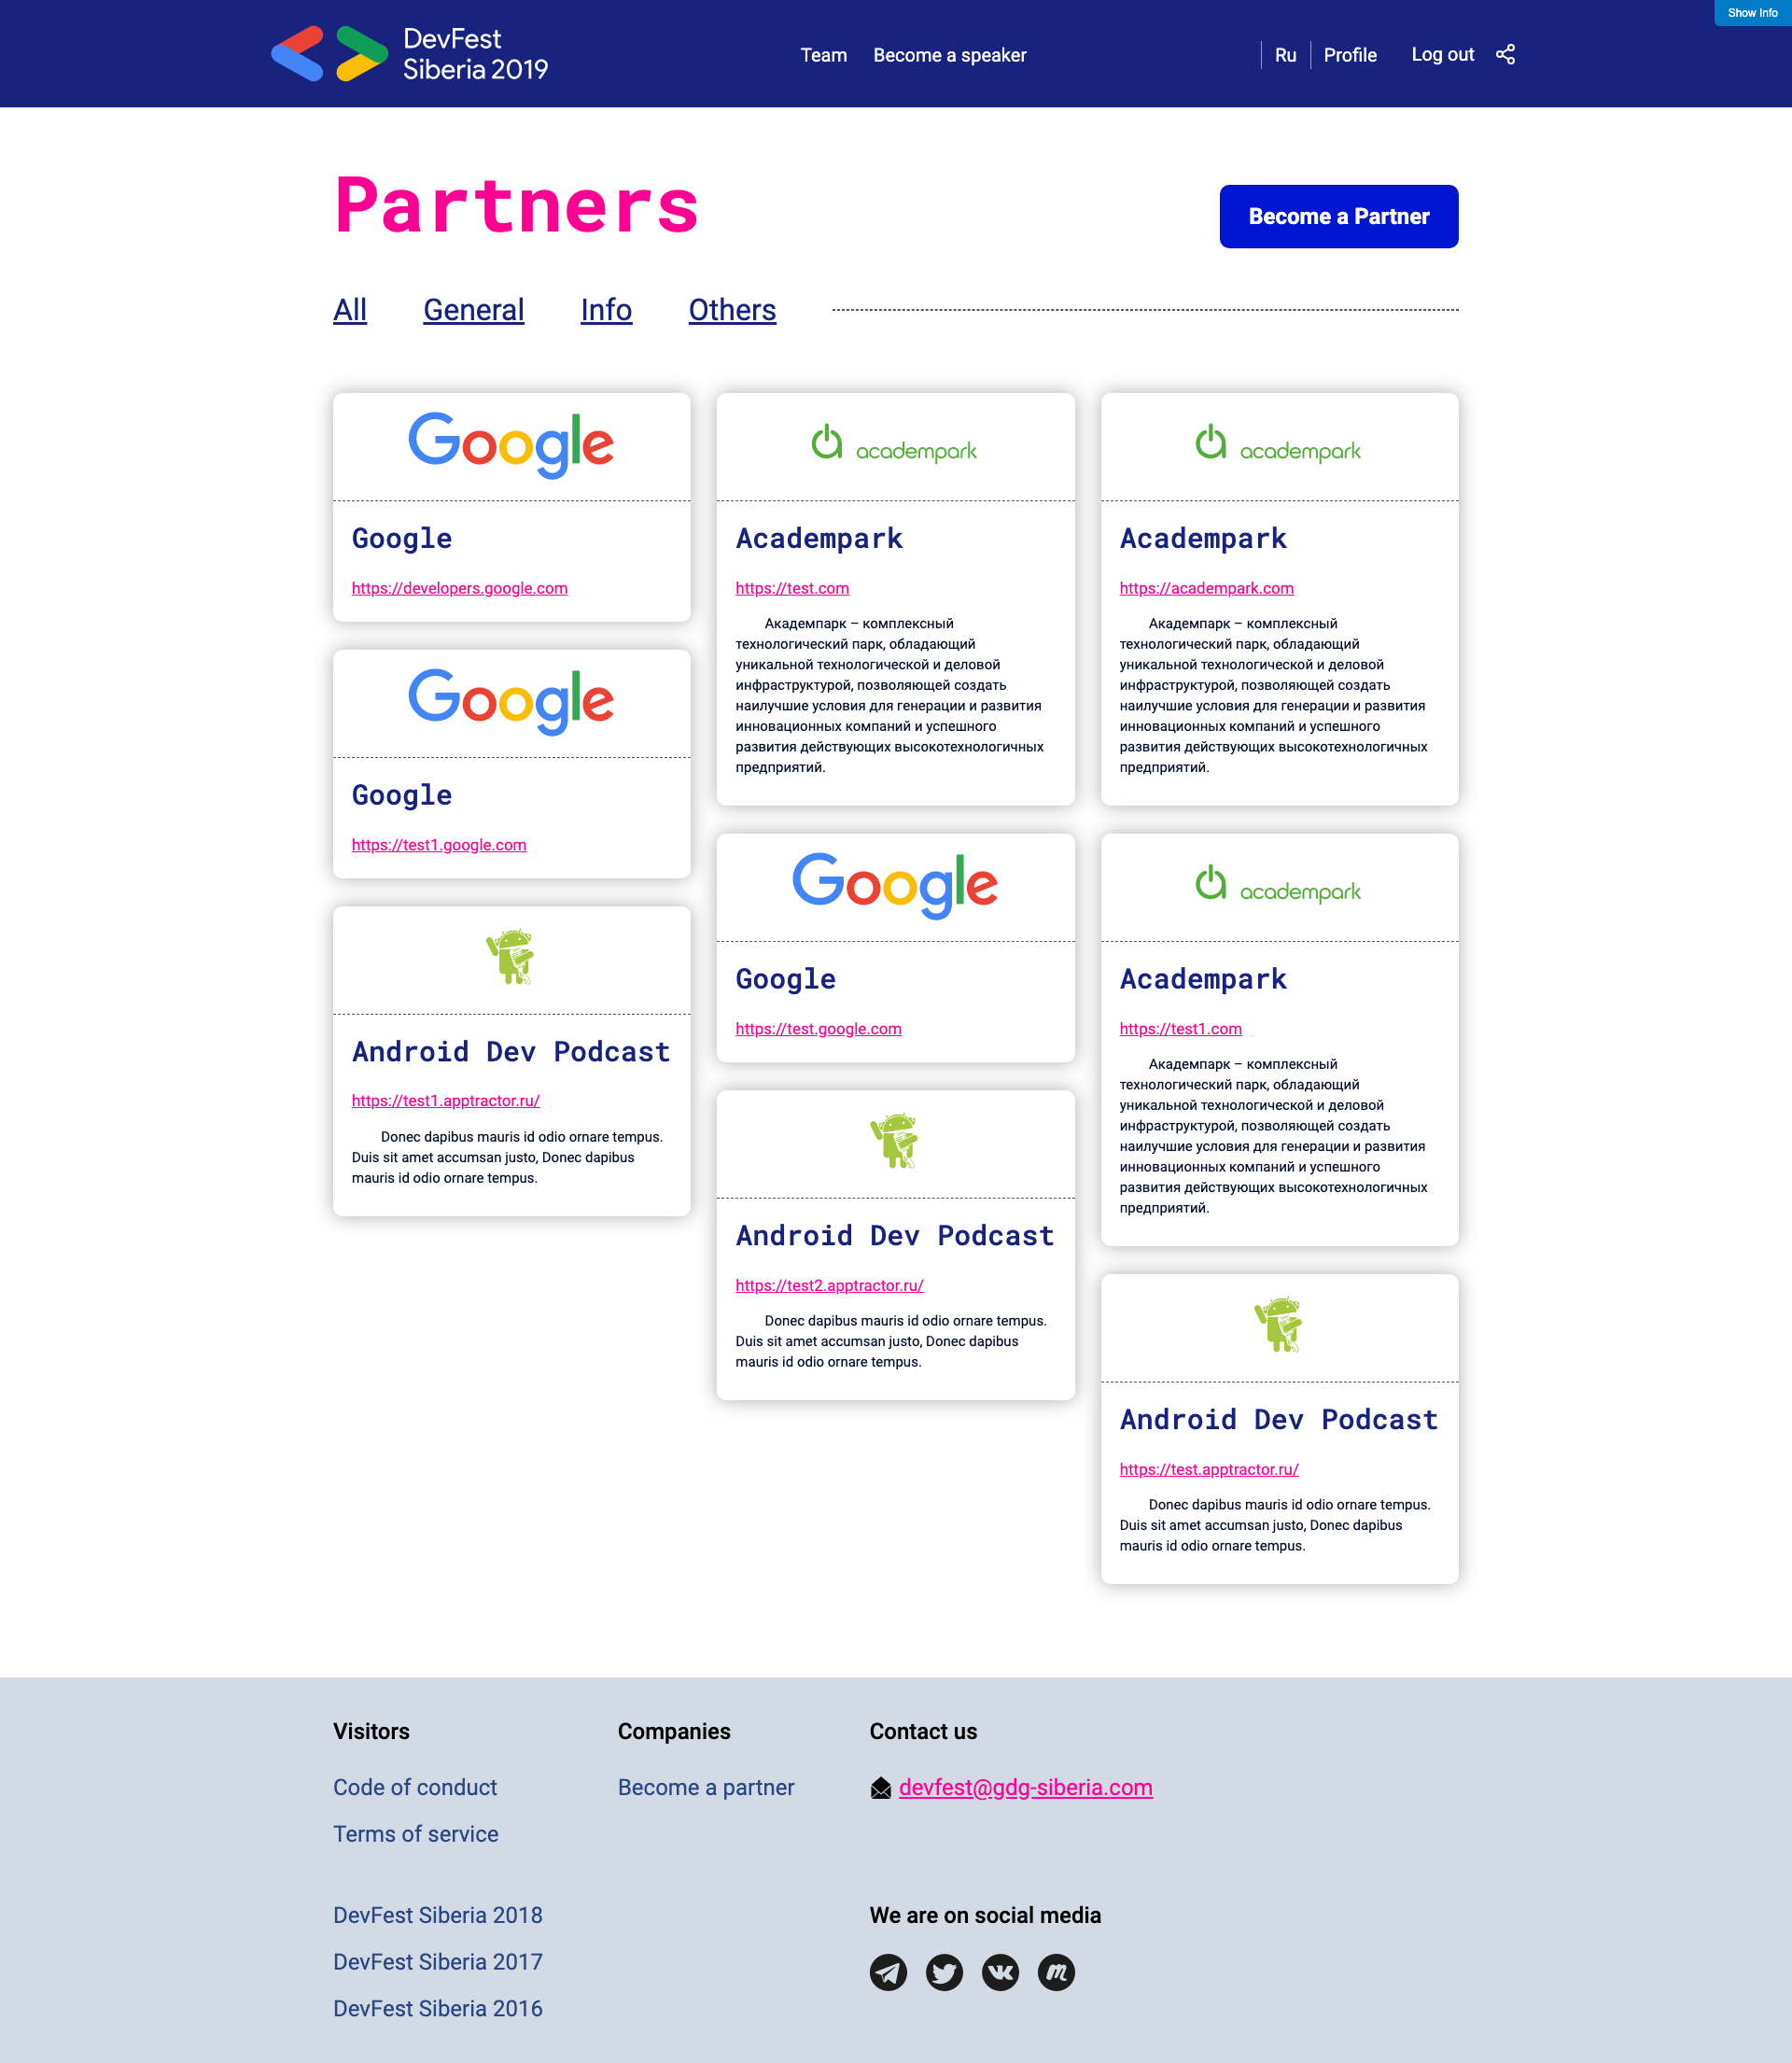 Show Info
DevFest
Siberia 2019
Team
Become a speaker
Ru
Profile
Log out
Partners
Become a Partner
All
General
Info
Others
Google
Google
https://developers.google.com
Google
Google
https://test1.google.com
Android Dev Podcast
https://test1.apptractor.ru/
Donec dapibus mauris id odio ornare tempus.
Duis sit amet accumsan justo, Donec dapibus
mauris id odio ornare tempus.
academpark
Academpark
https://test.com
Академпарк – комплексный
технологический парк, обладающий
уникальной технологической и деловой
инфраструктурой, позволяющей создать
наилучшие условия для генерации и развития
инновационных компаний и успешного
развития действующих высокотехнологичных
предприятий.
Google
Google
https://test.google.com
Android Dev Podcast
https://test2.apptractor.ru/
Donec dapibus mauris id odio ornare tempus.
Duis sit amet accumsan justo, Donec dapibus
mauris id odio ornare tempus.
academpark
Academpark
https://academpark.com
Академпарк – комплексный
технологический парк, обладающий
уникальной технологической и деловой
инфраструктурой, позволяющей создать
наилучшие условия для генерации и развития
инновационных компаний и успешного
развития действующих высокотехнологичных
предприятий.
academpark
Academpark
https://test1.com
Академпарк – комплексный
технологический парк, обладающий
уникальной технологической и деловой
инфраструктурой, позволяющей создать
наилучшие условия для генерации и развития
инновационных компаний и успешного
развития действующих высокотехнологичных
предприятий.
Android Dev Podcast
https://test.apptractor.ru/
Donec dapibus mauris id odio ornare tempus.
Duis sit amet accumsan justo, Donec dapibus
mauris id odio ornare tempus.
Visitors
Code of conduct
Terms of service
DevFest Siberia 2018
DevFest Siberia 2017
DevFest Siberia 2016
Companies
Become a partner
Contact us
devfest@gdg-siberia.com
We are on social media